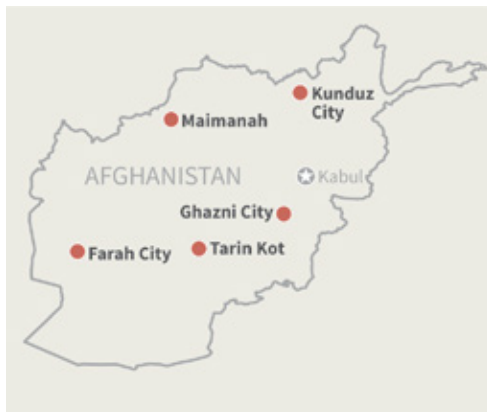 Kunduz
City
Maimanah
AFGHANISTAN
Kabul
Ghazni City
Farah City
Tarin Kot